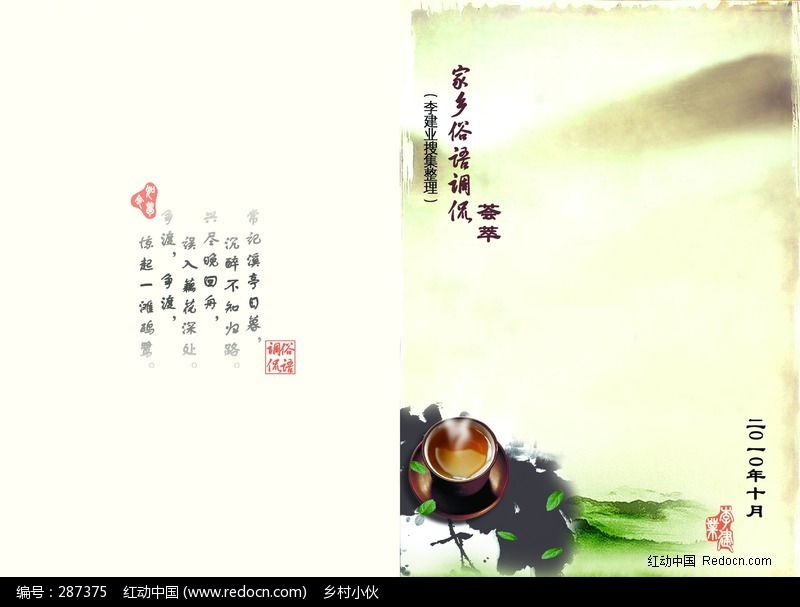 家乡俗语调侃
荟萃
(李建业搜集整理)
二〇一〇年十月
李建业
红动中国 Redocn.com
常记溪亭日暮，
沉醉不知归路。
兴尽晚回舟，
误入藕花深处。
争渡，争渡，
惊起一滩鸥鹭。
俗语
调侃
编号：287375 红动中国 (www.redocn.com) 乡村小伙